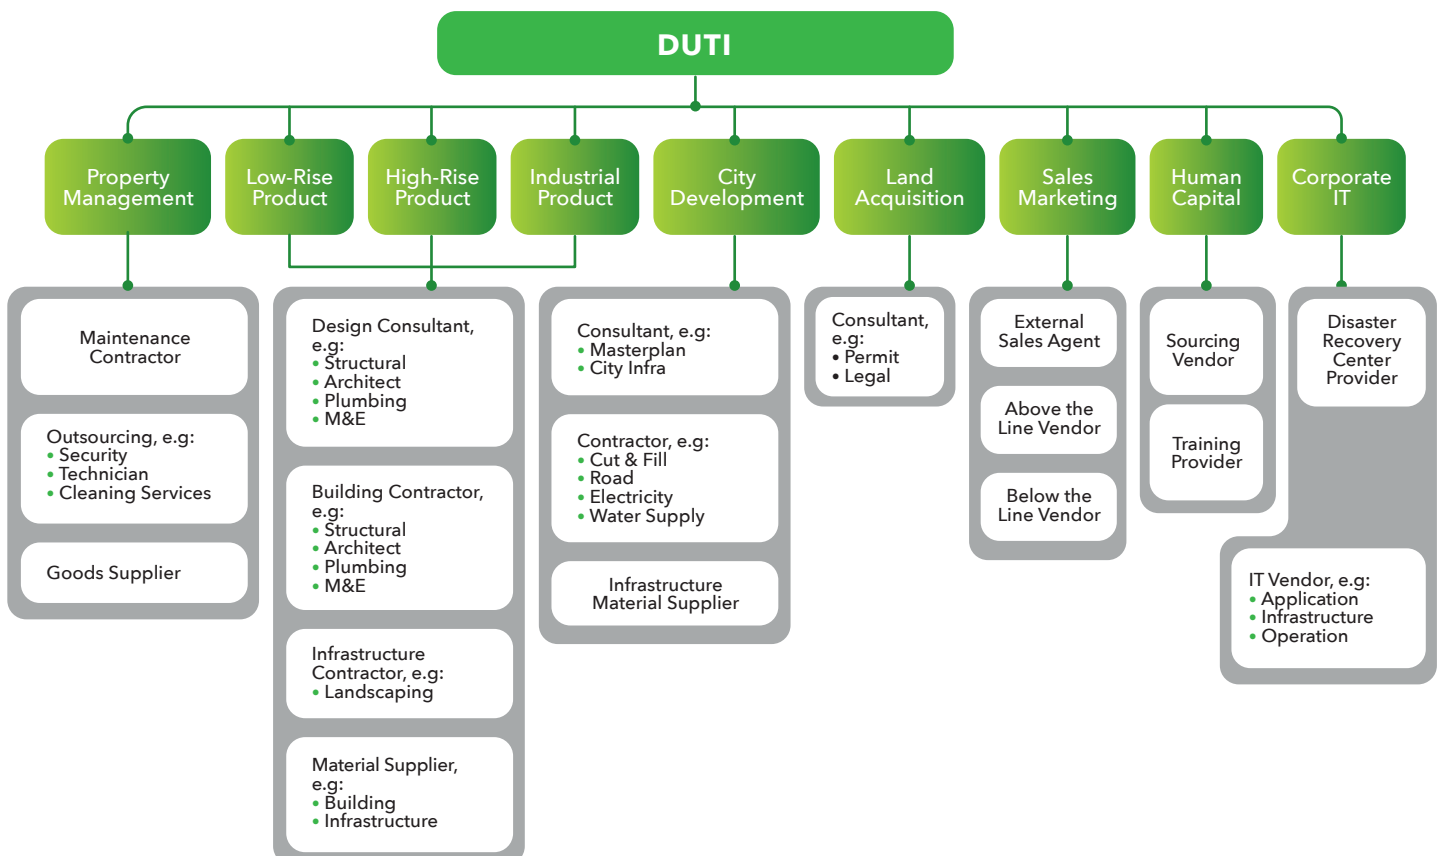 DUTI
Property
Management
Low-Rise
Product
High-Rise
Product
Industrial
Product
City
Development
Land
Acquisition
Sales
Marketing
Human
Capital
Corporate
IT
Maintenance
Contractor
Outsourcing, e.g:
• Security
• Technician
• Cleaning Services
Goods Supplier
Design Consultant,
e.g:
• Structural
• Architect
• Plumbing
• M&E
Building Contractor,
e.g:
• Structural
• Architect
• Plumbing
• M&E
Infrastructure
Contractor, e.g:
• Landscaping
Material Supplier,
e.g:
• Building
• Infrastructure
Consultant, e.g:
• Masterplan
• City Infra
Contractor, e.g:
• Cut & Fill
• Road
• Electricity
• Water Supply
Infrastructure
Material Supplier
Consultant,
e.g:
• Permit
• Legal
External
Sales Agent
Above the
Line Vendor
Below the
Line Vendor
Sourcing
Vendor
Training
Provider
Disaster
Recovery
Center
Provider
IT Vendor, e.g:
• Application
• Infrastructure
• Operation